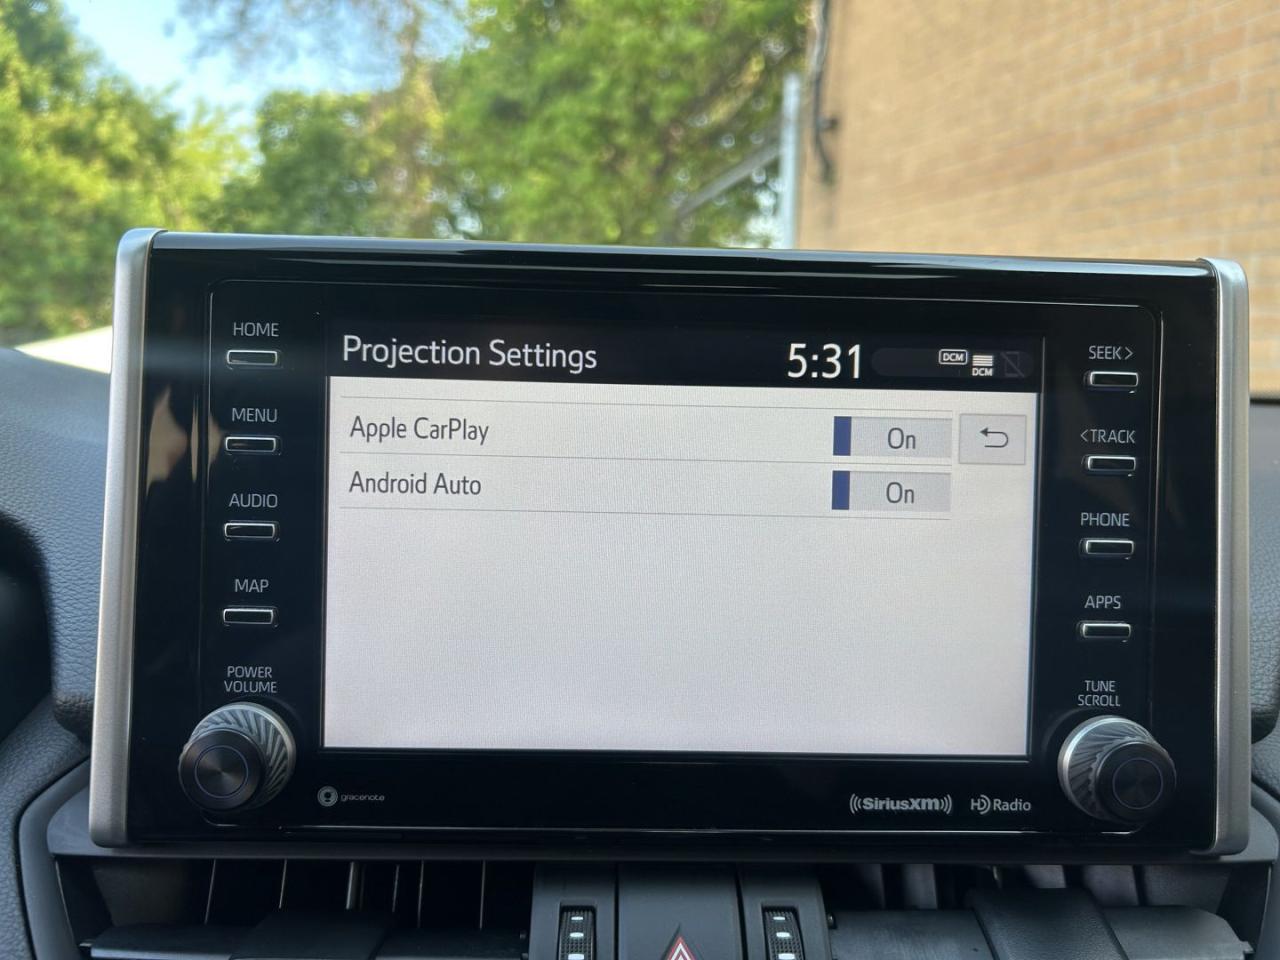 HOME
MENU
AUDIO
MAP
POWER
VOLUME
Projection Settings 5:31 DCM DCM
Apple CarPlay On
Android Auto On
SEEK>
<TRACK
PHONE
APPS
TUNE
SCROLL
gracenote
((SiriusXM)) HD Radio